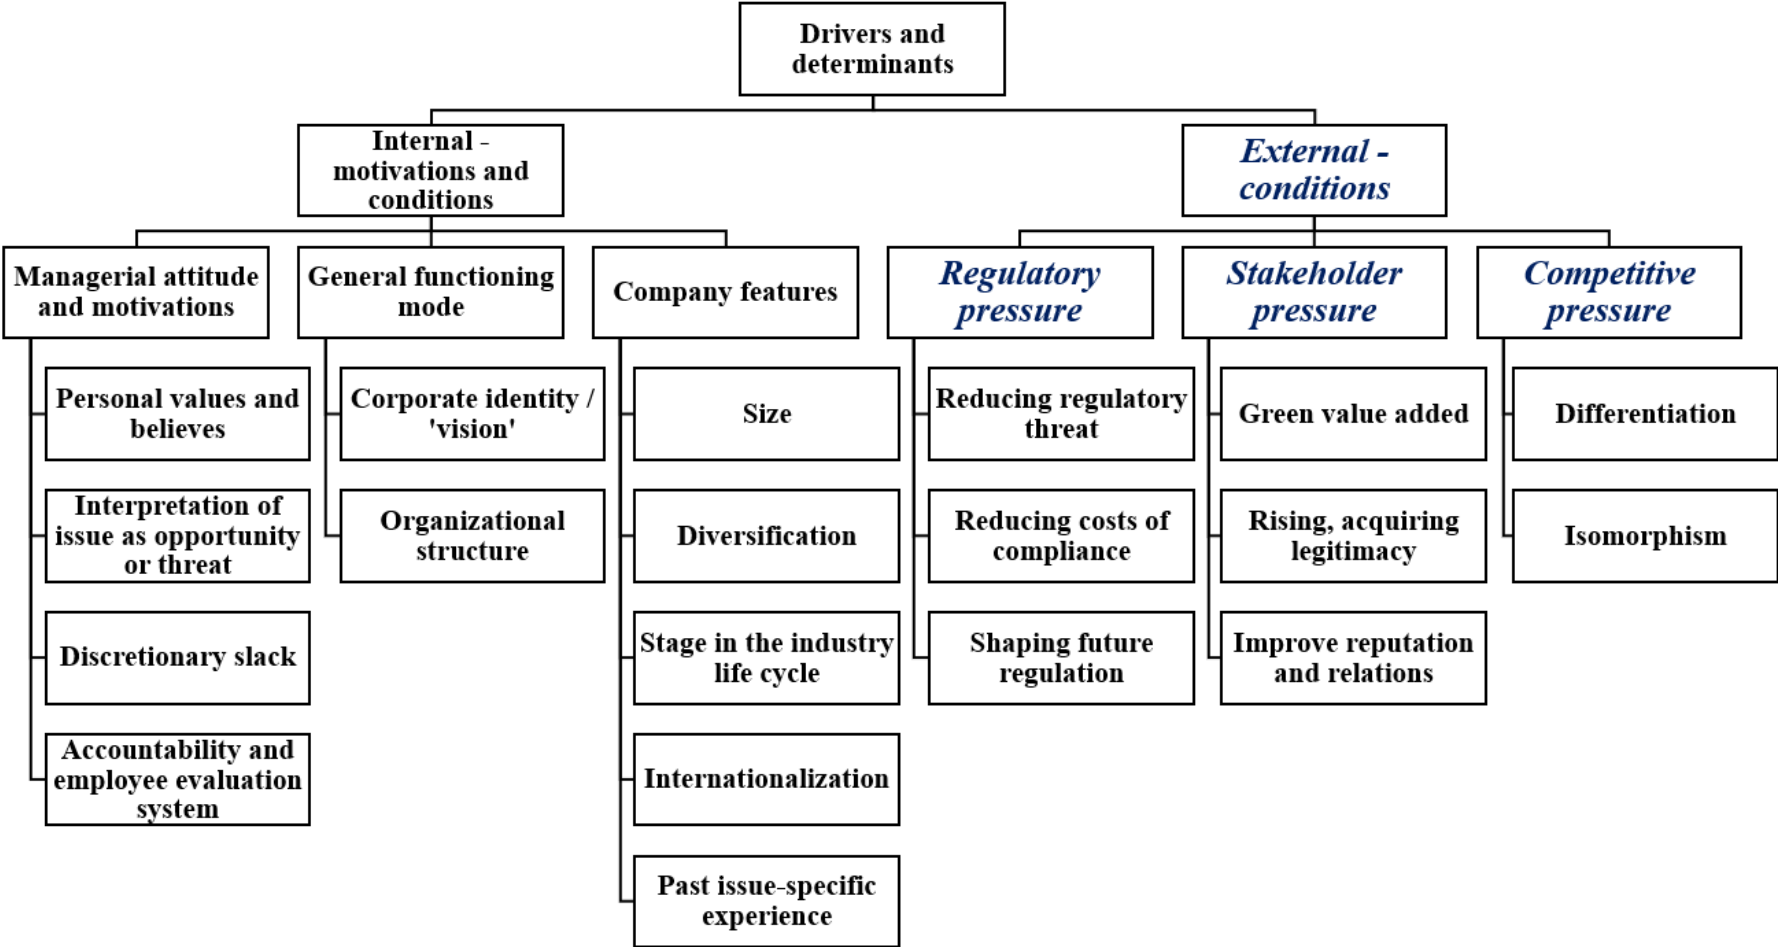 Drivers and
determinants
Internal -
motivations and
conditions
External -
conditions
Managerial attitude
and motivations
General functioning
mode
Company features
Regulatory
pressure
Stakeholder
pressure
Competitive
pressure
Personal values and
believes
Corporate identity /
'vision'
Size
Reducing regulatory
threat
Green value added
Differentiation
Interpretation of
issue as opportunity
or threat
Organizational
structure
Diversification
Reducing costs of
compliance
Rising, acquiring
legitimacy
Isomorphism
Discretionary slack
Stage in the industry
life cycle
Shaping future
regulation
Improve reputation
and relations
Accountability and
employee evaluation
system
Internationalization
Past issue-specific
experience